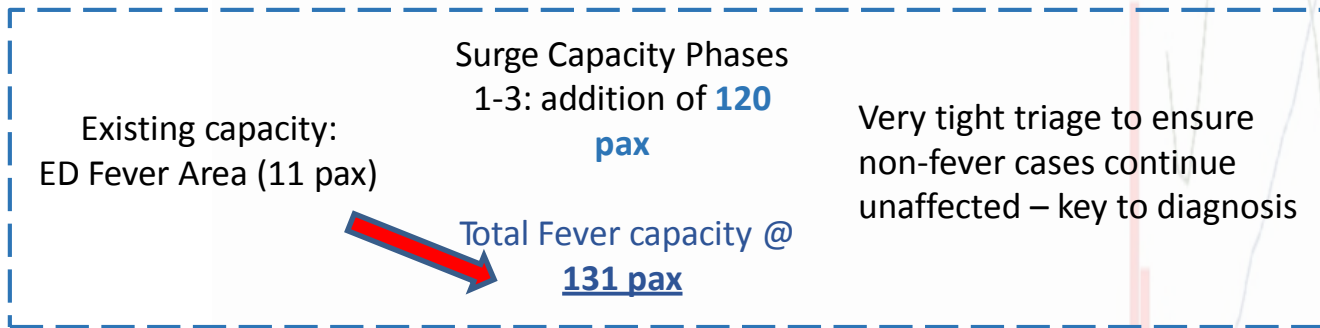 Existing capacity:
ED Fever Area (11 pax)
Surge Capacity Phases
1-3: addition of 120
pax
Total Fever capacity @
131 pax
Very tight triage to ensure
non-fever cases continue
unaffected – key to diagnosis